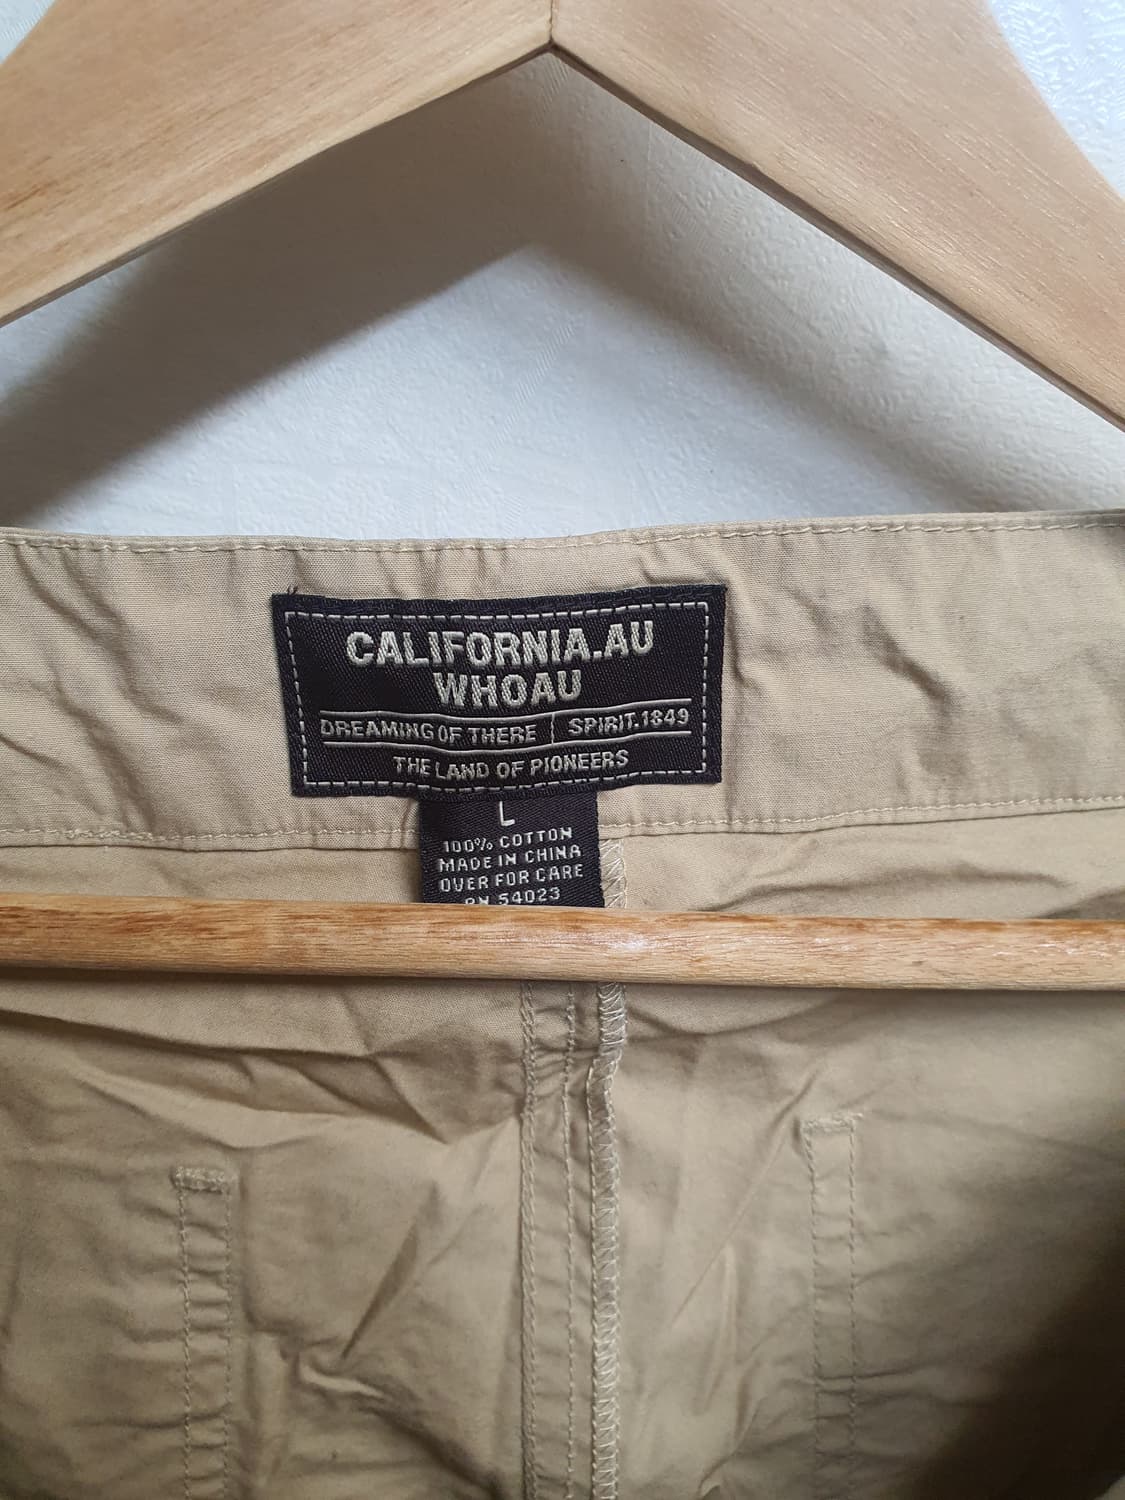 CALIFORNIA.AU
WHOAU
DREAMING OF THERE | SPIRIT.1849
THE LAND OF PIONEERS
L
100% COTTON
MADE IN CHINA
OVER FOR CARE
54023